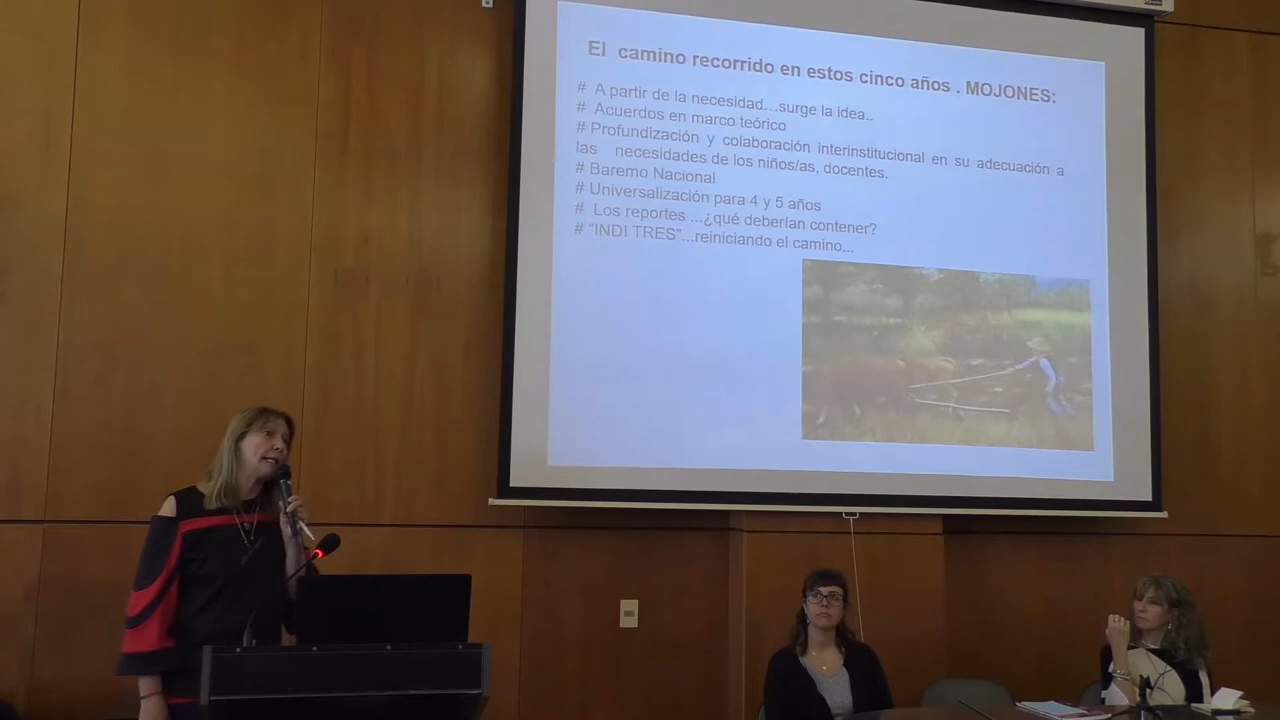 El camino recorrido en estos cinco años . MOJONES:
# A partir de la necesidad...surge la idea..
# Acuerdos en marco teórico
# Profundización y colaboración interinstitucional en su adecuación a
las necesidades de los niños/as, docentes.
# Baremo Nacional
# Universalización para 4 y 5 años
# Los reportes ...¿qué deberían contener?
# “INDI TRES”...reiniciando el camino...